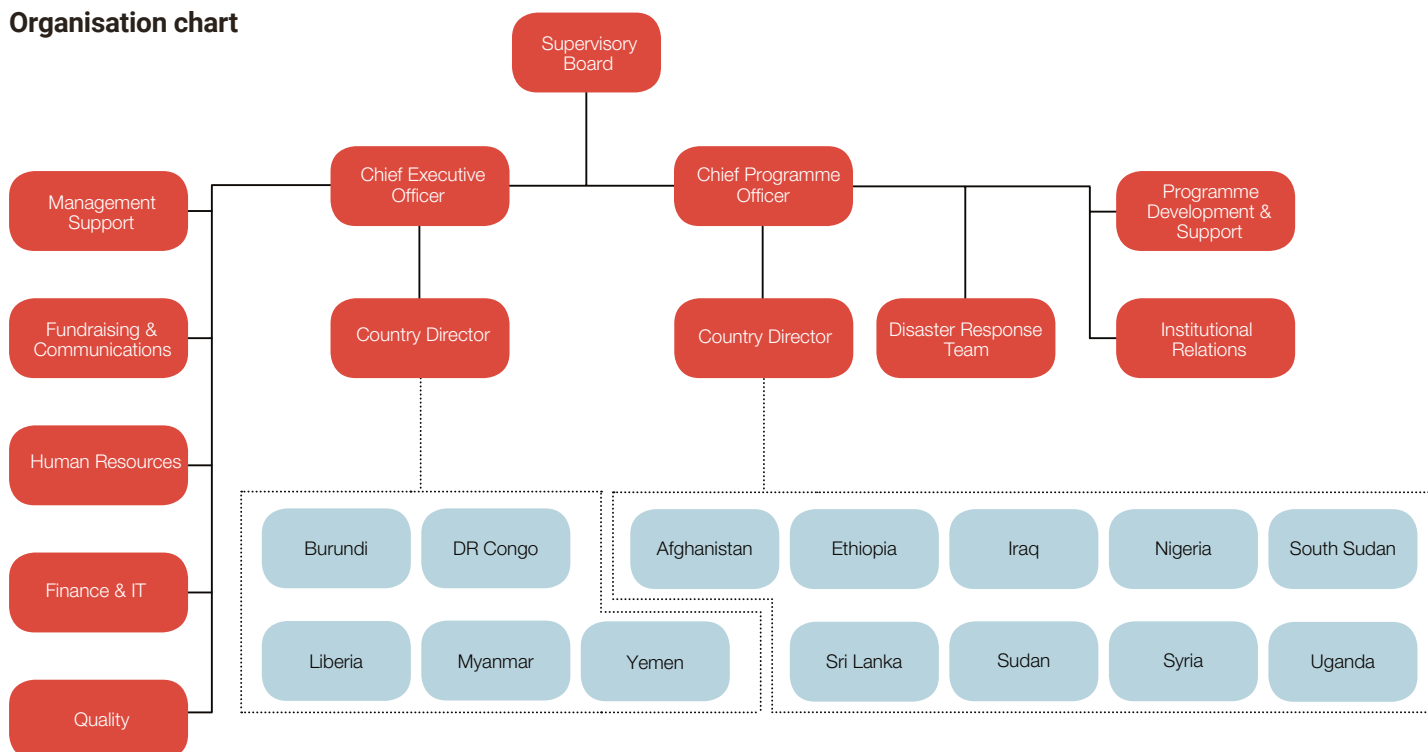 Organisation chart
Supervisory
Board
Chief Executive
Officer
Chief Programme
Officer
Management
Support
Programme
Development &
Support
Fundraising &
Communications
Country Director
Country Director
Disaster Response
Team
Institutional
Relations
Human Resources
Burundi
DR Congo
Afghanistan
Ethiopia
Iraq
Nigeria
South Sudan
Finance & IT
Liberia
Myanmar
Yemen
Sri Lanka
Sudan
Syria
Uganda
Quality